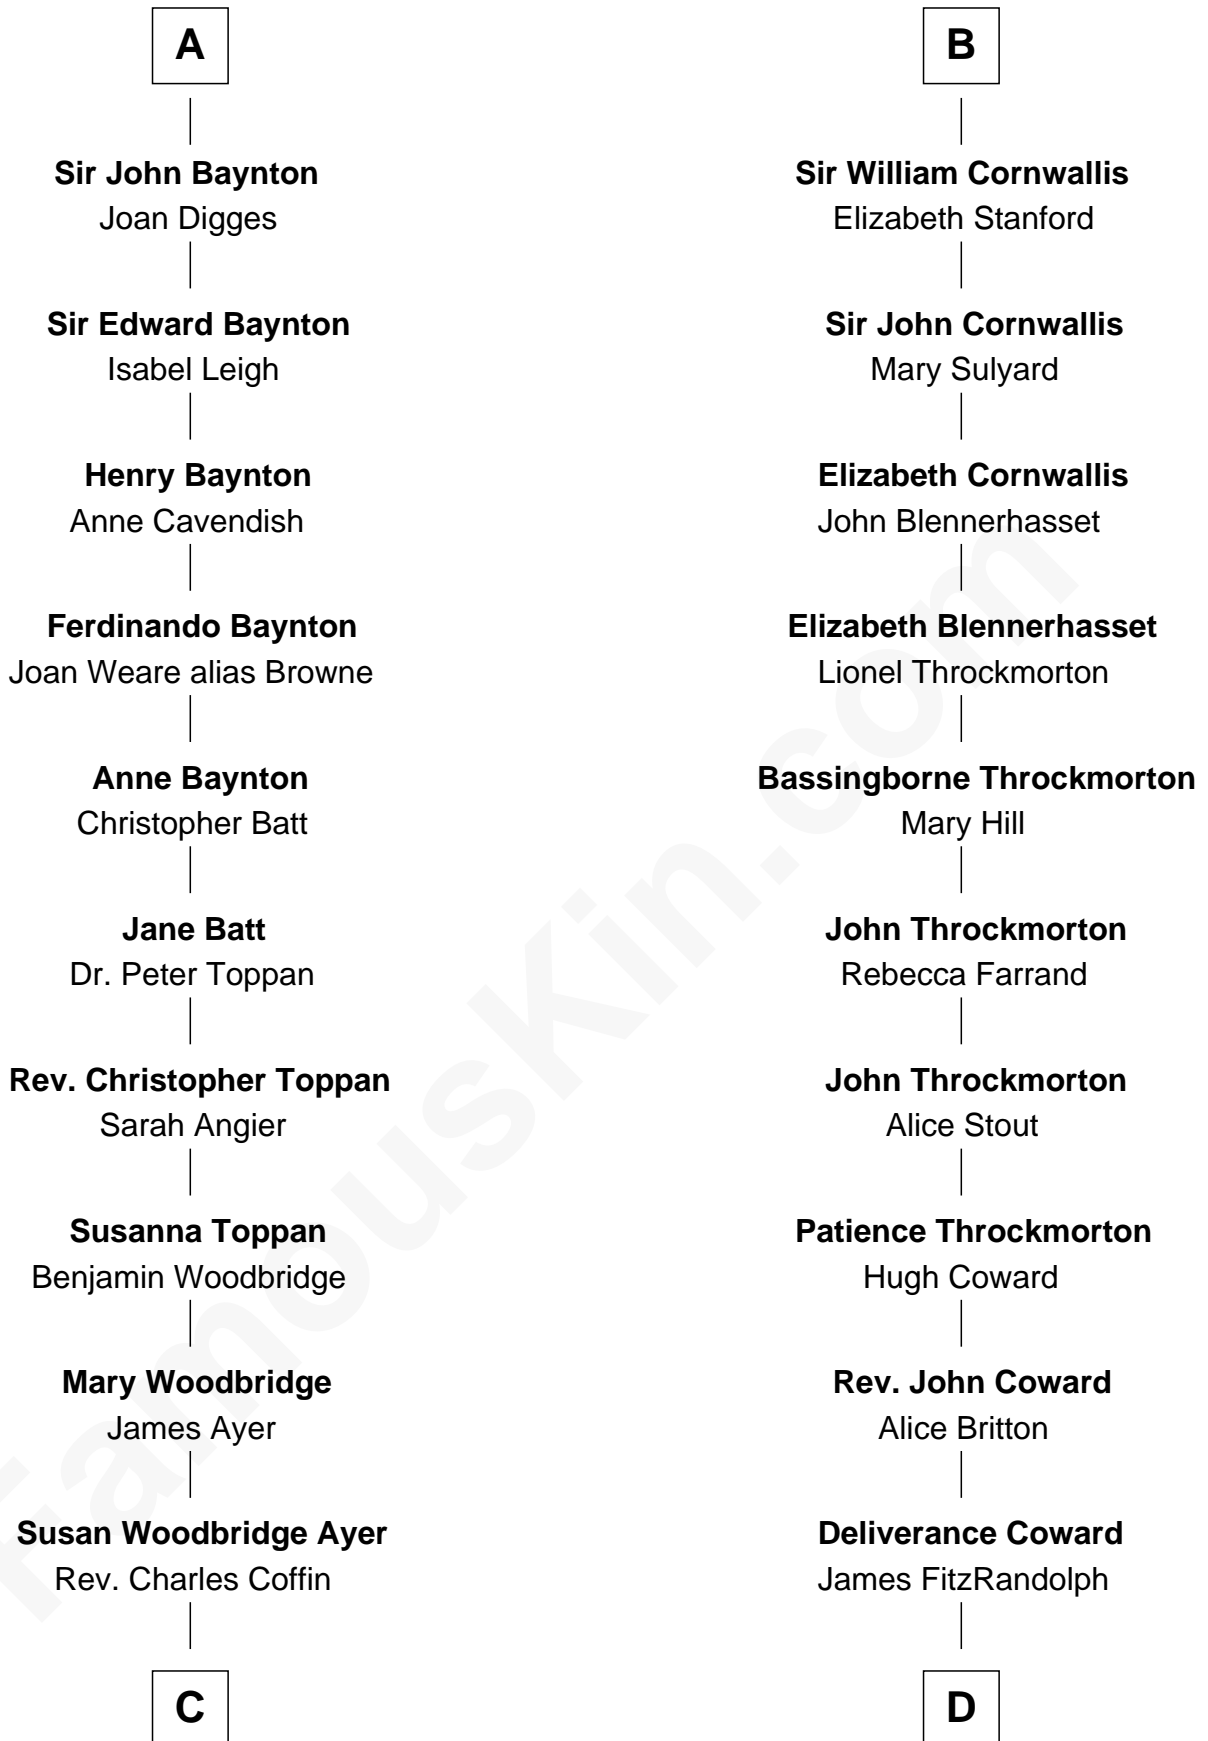 A
Sir John Baynton
Joan Digges
Sir Edward Baynton
Isabel Leigh
Henry Baynton
Anne Cavendish
Ferdinando Baynton
Joan Weare alias Browne
Anne Baynton
Christopher Batt
Jane Batt
Dr. Peter Toppan
Rev. Christopher Toppan
Sarah Angier
Susanna Toppan
Benjamin Woodbridge
Mary Woodbridge
James Ayer
Susan Woodbridge Ayer
Rev. Charles Coffin
C
B
Sir William Cornwallis
Elizabeth Stanford
Sir John Cornwallis
Mary Sulyard
Elizabeth Cornwallis
John Blennerhasset
Elizabeth Blennerhasset
Lionel Throckmorton
Bassingborne Throckmorton
Mary Hill
John Throckmorton
Rebecca Farrand
John Throckmorton
Alice Stout
Patience Throckmorton
Hugh Coward
Rev. John Coward
Alice Britton
Deliverance Coward
James FitzRandolph
D
FamousKin.com